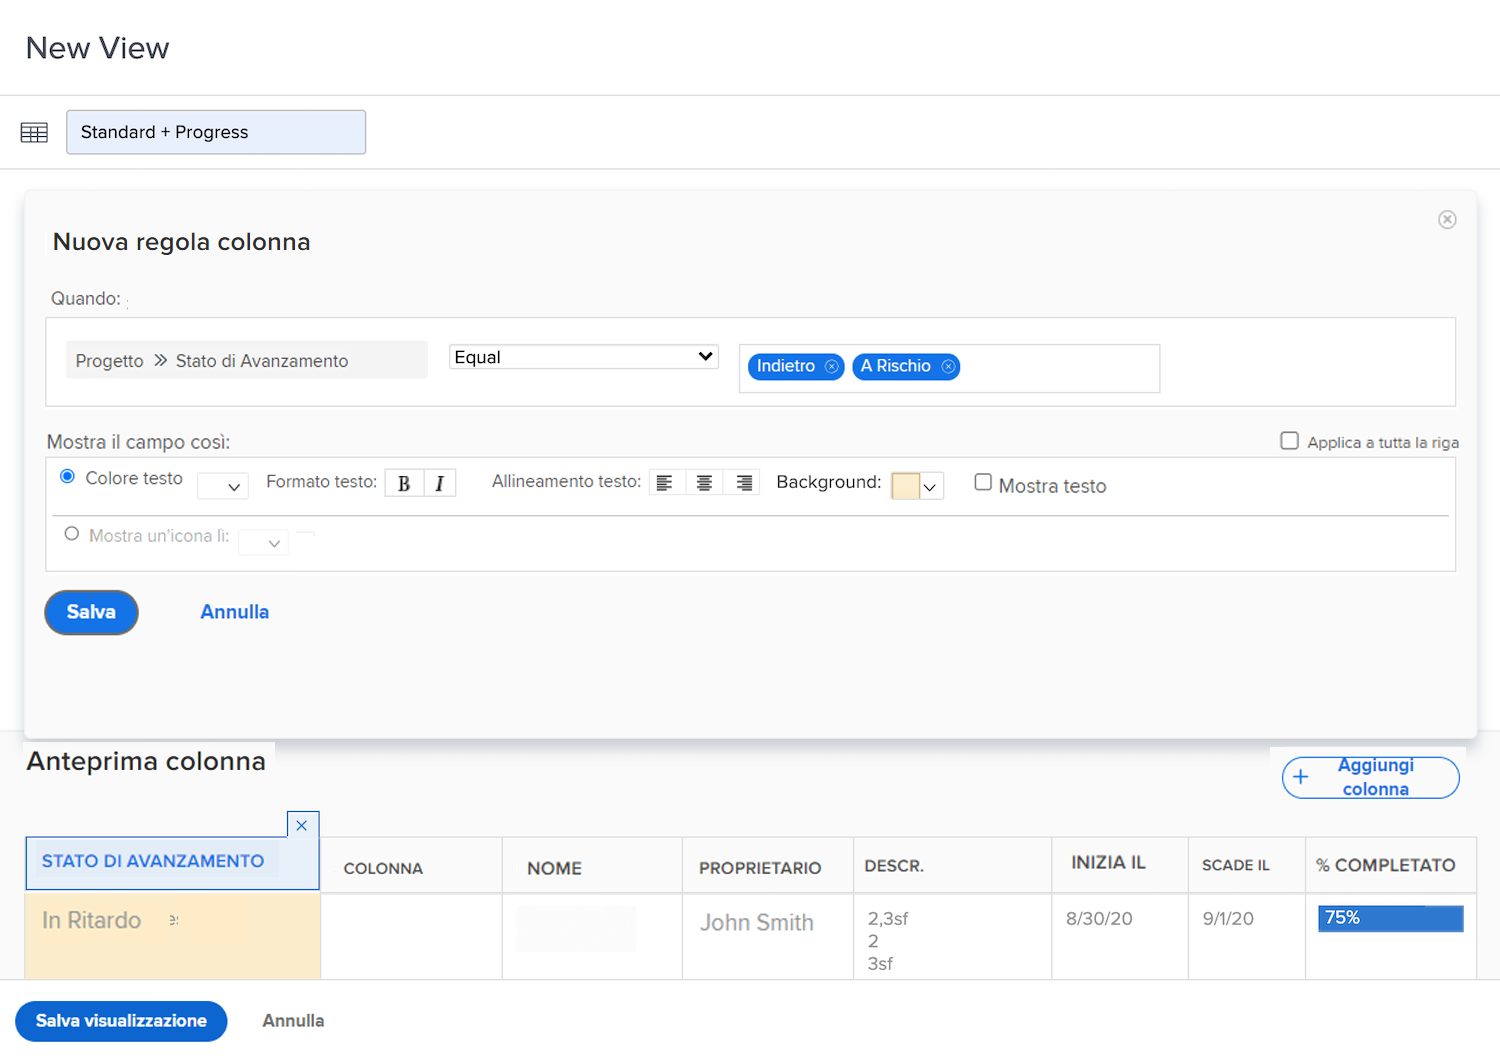 New View
Standard + Progress
Nuova regola colonna
Quando:
Progetto » Stato di Avanzamento
Equal
Indietro
A Rischio
Mostra il campo così:
Applica a tutta la riga
Colore testo
Formato testo:
B
I
Allineamento testo:
Background:
Mostra testo
Mostra un'icona lì:
Salva
Annulla
Anteprima colonna
+ Aggiungi
colonna
STATO DI AVANZAMENTO
COLONNA
NOME
PROPRIETARIO
DESCR.
INIZIA IL
SCADE IL
% COMPLETATO
In Ritardo
John Smith
2,3sf
2
3sf
8/30/20
9/1/20
75%
Salva visualizzazione
Annulla